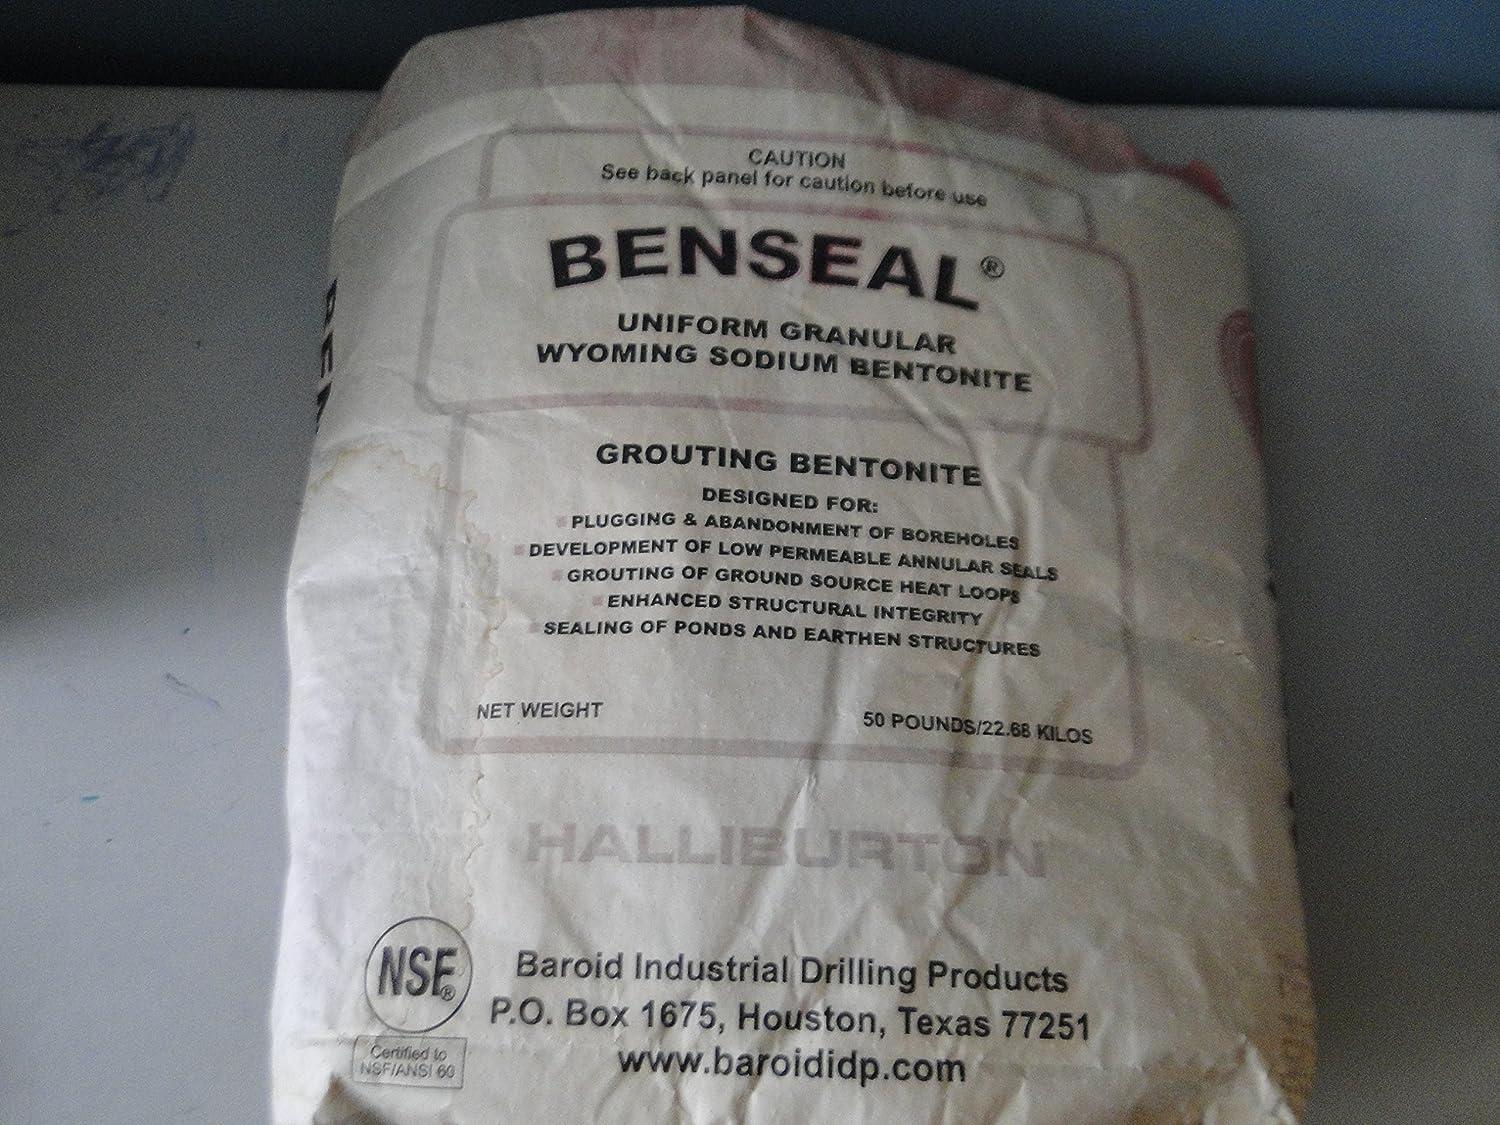 CAUTION
See back panel for caution before use
BENSEAL®
UNIFORM GRANULAR
WYOMING SODIUM BENTONITE
GROUTING BENTONITE
DESIGNED FOR:
PLUGGING & ABANDONMENT OF BOREHOLES
DEVELOPMENT OF LOW PERMEABLE ANNULAR SEALS
GROUTING OF GROUND SOURCE HEAT LOOPS
ENHANCED STRUCTURAL INTEGRITY
SEALING OF PONDS AND EARTHEN STRUCTURES
NET WEIGHT 50 POUNDS/22.68 KILOS
HALLIBURTON
NSF®
Certified to
NSF/ANSI 60
Baroid Industrial Drilling Products
P.O. Box 1675, Houston, Texas 77251
www.baroididp.com